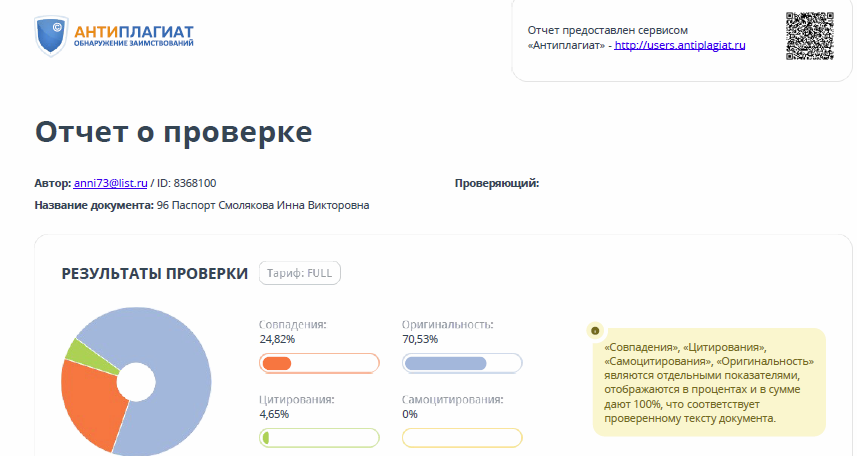 АНТИПЛАГИАТ
ОБНАРУЖЕНИЕ ЗАИМСТВОВАНИЙ
Отчет предоставлен сервисом
«Антиплагиат» - http://users.antiplagiat.ru
Отчет о проверке
Автор: anni73@list.ru / ID: 8368100
Проверяющий:
Название документа: 96 Паспорт Смолякова Инна Викторовна
РЕЗУЛЬТАТЫ ПРОВЕРКИ
Тариф: FULL
Совпадения:
24,82%
Оригинальность:
70,53%
Цитирования:
4,65%
Самоцитирования:
0%
«Совпадения», «Цитирования»,
«Самоцитирования», «Оригинальность»
являются отдельными показателями,
отображаются в процентах и в сумме
дают 100%, что соответствует
проверенному тексту документа.